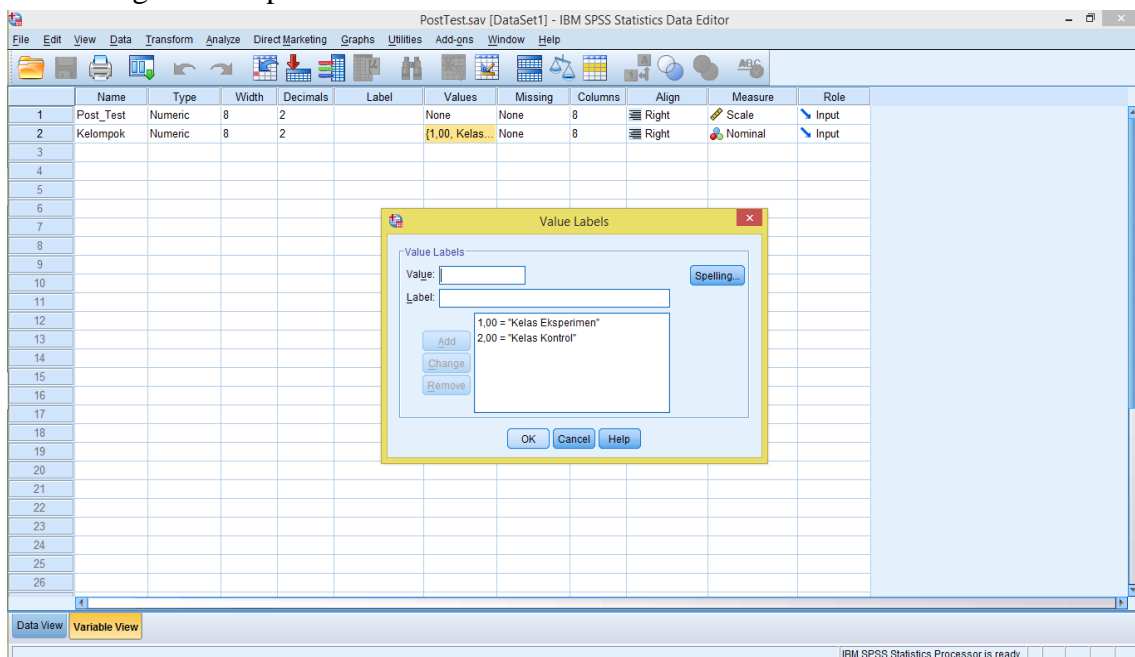 PostTest.sav [DataSet1] - IBM SPSS Statistics Data Editor
File Edit View Data Transform Analyze Direct Marketing Graphs Utilities Add-ons Window Help
Name Type Width Decimals Label Values Missing Columns Align Measure Role
1 Post_Test Numeric 8 2 None None 8 Right Scale Input
2 Kelompok Numeric 8 2 {1,00, Kelas... None 8 Right Nominal Input
3
4
5
6
7
8
9
10
11
12
13
14
15
16
17
18
19
20
21
22
23
24
25
26
Value Labels
Value Labels
Value:
Spelling...
Label:
1,00 = "Kelas Eksperimen"
2,00 = "Kelas Kontrol"
Add
Change
Remove
OK Cancel Help
Data View Variable View
IBM SPSS Statistics Processor is ready